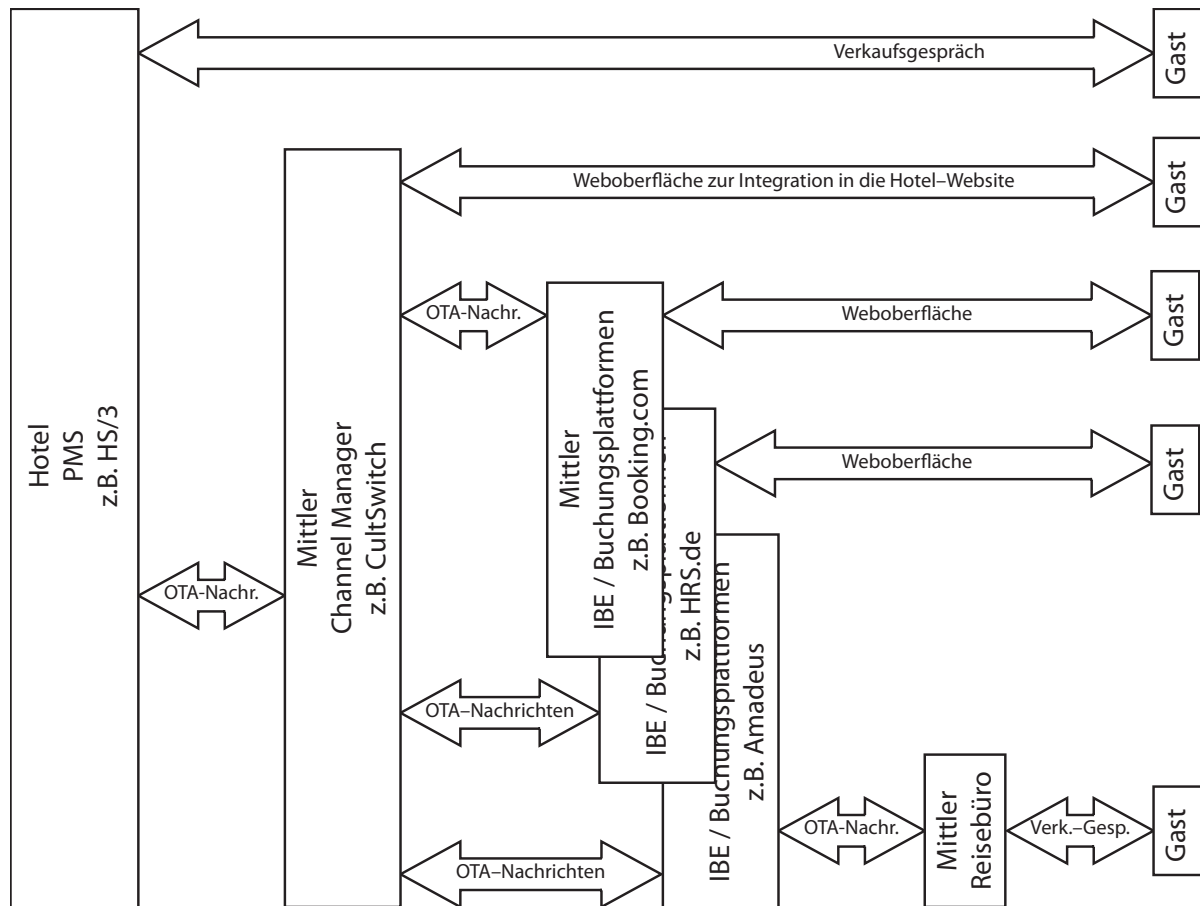 Verkaufsgespräch
Gast
Weboberfläche zur Integration in die Hotel–Website
Gast
OTA-Nachr.
Weboberfläche
Gast
Weboberfläche
Gast
Hotel
PMS
z.B. HS/3
OTA-Nachr.
Mittler
Channel Manager
z.B. CultSwitch
Mittler
IBE / Buchungsplattformen
z.B. Booking.com
IBE / Buchungsplattformen
z.B. HRS.de
IBE / Buchungsplattformen
z.B. Amadeus
OTA–Nachrichten
OTA–Nachrichten
OTA-Nachr.
Mittler
Reisebüro
Verk.–Gesp.
Gast